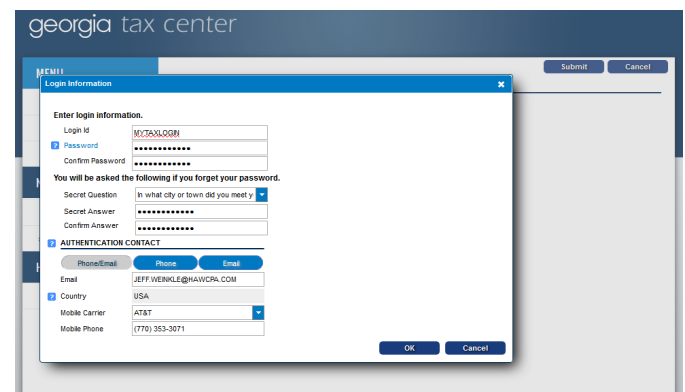 georgia tax center
MENU
Submit Cancel
Login Information
Enter login information.
Login Id MYTAXLOGIN
? Password ••••••••••••
Confirm Password ••••••••••••
You will be asked the following if you forget your password.
Secret Question In what city or town did you meet y
Secret Answer ••••••••••••
Confirm Answer ••••••••••••
? AUTHENTICATION CONTACT
Phone/Email Phone Email
Email JEFF.WEINKLE@HAWCPA.COM
? Country USA
Mobile Carrier AT&T
Mobile Phone (770) 353-3071
OK Cancel